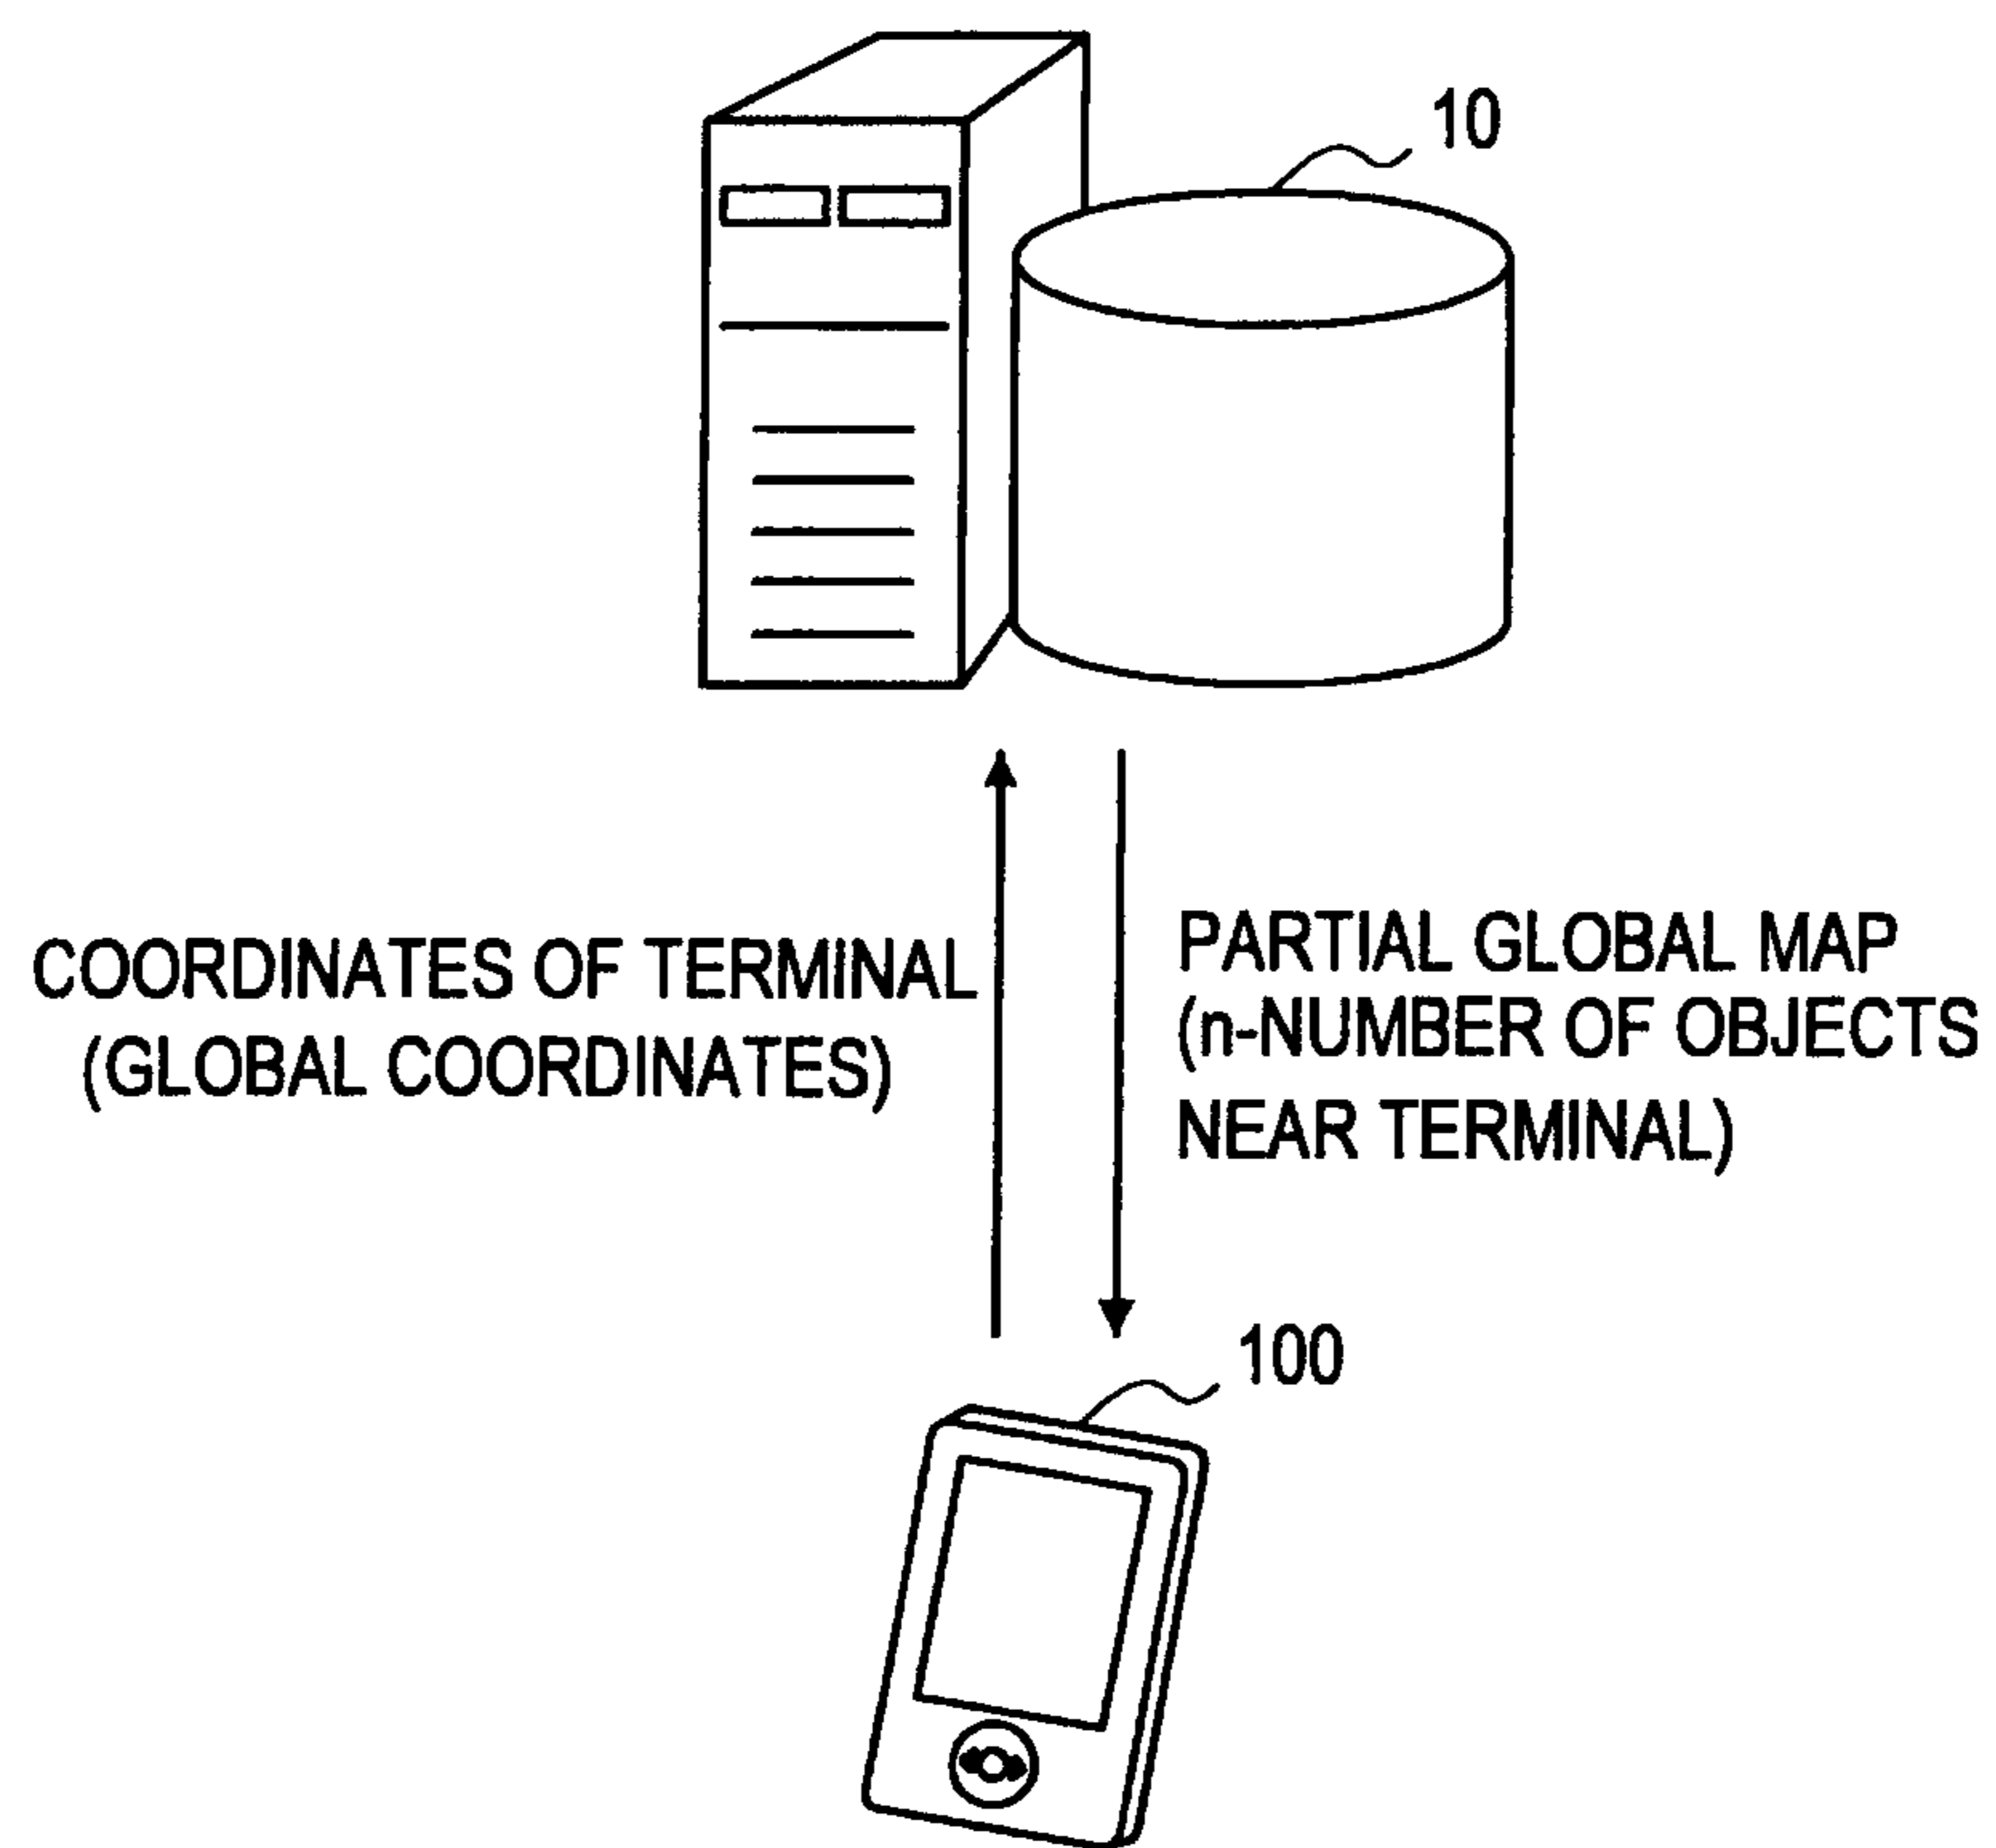 10
COORDINATES OF TERMINAL
(GLOBAL COORDINATES)
PARTIAL GLOBAL MAP
(n-NUMBER OF OBJECTS
NEAR TERMINAL)
100